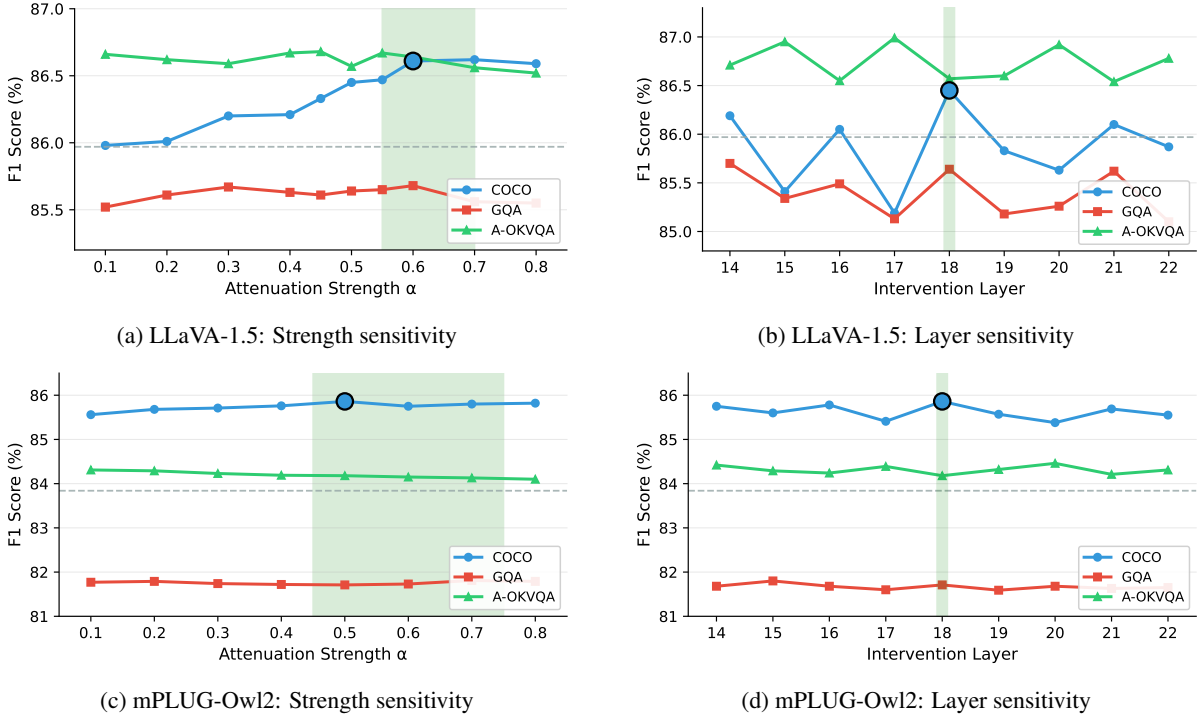 87.0
86.5
86.0
85.5
F1 Score (%)
COCO
GQA
A-OKVQA
0.1 0.2 0.3 0.4 0.5 0.6 0.7 0.8
Attenuation Strength α
(a) LLaVA-1.5: Strength sensitivity
87.0
86.5
86.0
85.5
85.0
F1 Score (%)
COCO
GQA
A-OKVQA
14 15 16 17 18 19 20 21 22
Intervention Layer
(b) LLaVA-1.5: Layer sensitivity
86
85
84
83
82
81
F1 Score (%)
COCO
GQA
A-OKVQA
0.1 0.2 0.3 0.4 0.5 0.6 0.7 0.8
Attenuation Strength α
(c) mPLUG-Owl2: Strength sensitivity
86
85
84
83
82
81
F1 Score (%)
COCO
GQA
A-OKVQA
14 15 16 17 18 19 20 21 22
Intervention Layer
(d) mPLUG-Owl2: Layer sensitivity